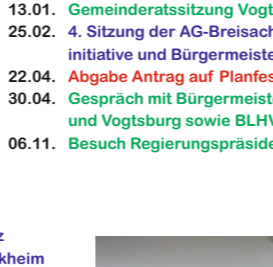 13.01. Gemeinderatssitzung Vogt
25.02. 4. Sitzung der AG-Breisach
initiative und Bürgermeiste
22.04. Abgabe Antrag auf Planfes
30.04. Gespräch mit Bürgermeiste
und Vogtsburg sowie BLHV
06.11. Besuch Regierungspräside
z
kheim